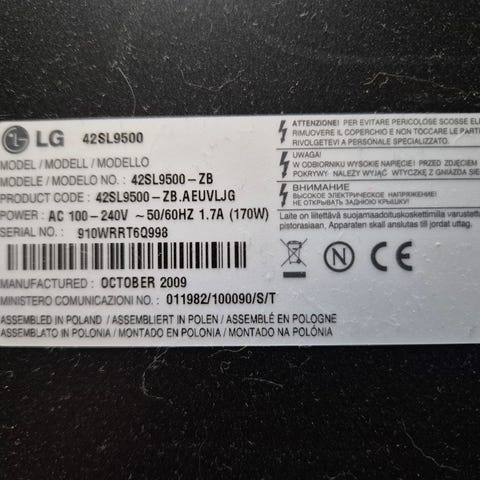 LG 42SL9500
MODEL / MODELL / MODELLO
MODELE / MODELO NO. : 42SL9500-ZB
PRODUCT CODE : 42SL9500-ZB.AEUVLJG
POWER : AC 100-240V ~50/60HZ 1.7A (170W)
SERIAL NO. : 910WRRT6Q998
MANUFACTURED : OCTOBER 2009
MINISTERO COMUNICAZIONI NO. : 011982/100090/S/T
ASSEMBLED IN POLAND / ASSEMBLIERT IN POLEN / ASSEMBLÉ EN POLOGNE
ASSEMBLATO IN POLONIA / MONTADO EN POLONIA / MONTADO NA POLÓNIA
ATTENZIONE! PER EVITARE PERICOLOSE SCOSSE
RIMUOVERE IL COPERCHIO E NON TOCCARE LE PARTI
RIVOLGETEVI A PERSONALE SPECIALIZZATO.
UWAGA!
W ODBIORNIKU WYSOKIE NAPIĘCIE! PRZED
POKRYWY- NALEŻY WYJĄĆ WTYCZKĘ Z GNIAZDA
ВНИМАНИЕ
ВЫСОКОЕ ЭЛЕКТРИЧЕСКОЕ НАПРЯЖЕНИЕ!
НЕ ОТКРЫВАТЬ ЗАДНЮЮ КРЫШКУ!
Laite on liitettävä suojamaadoituskoskettimilla varustettu
pistorasiaan, Apparaten skall anslutas till jordat uttag.
N CE